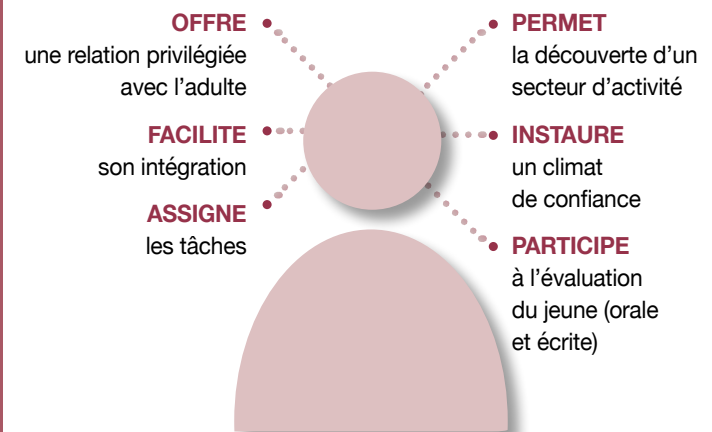 OFFRE
une relation privilégiée
avec l’adulte
FACILITE
son intégration
ASSIGNE
les tâches
PERMET
la découverte d’un
secteur d’activité
INSTAURE
un climat
de confiance
PARTICIPE
à l’évaluation
du jeune (orale
et écrite)